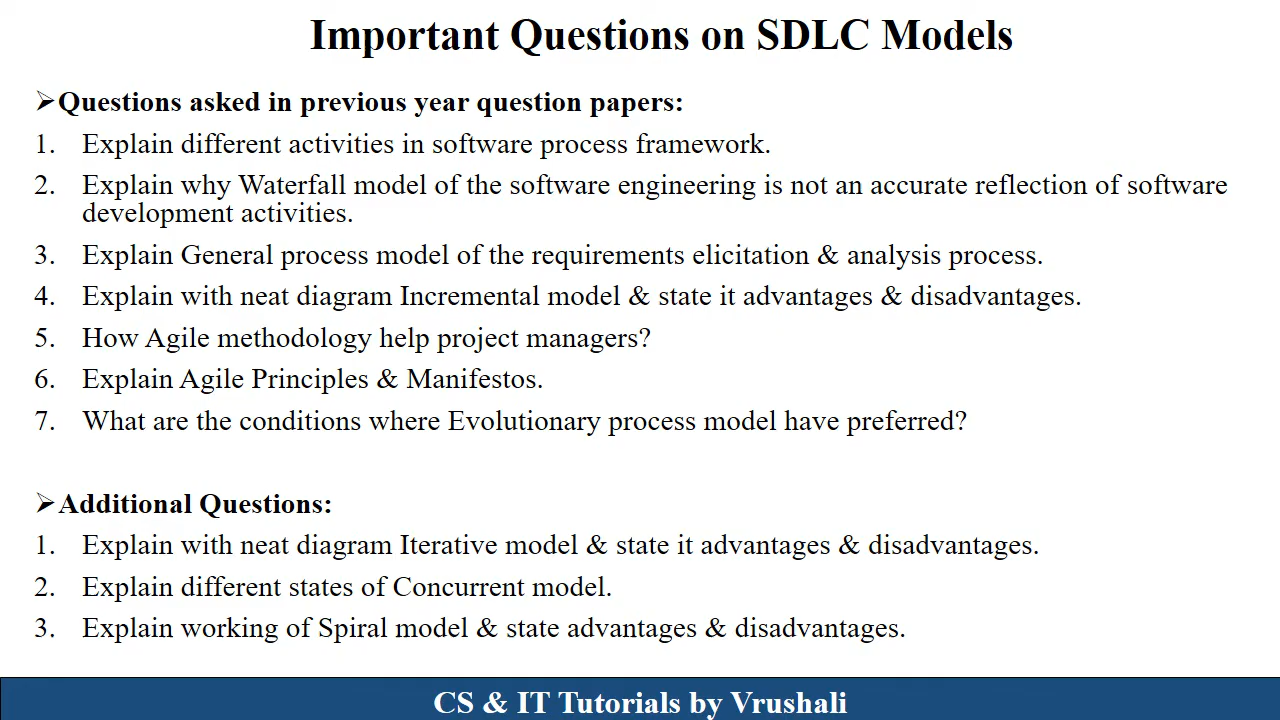 Important Questions on SDLC Models
➢Questions asked in previous year question papers:
1. Explain different activities in software process framework.
2. Explain why Waterfall model of the software engineering is not an accurate reflection of software
development activities.
3. Explain General process model of the requirements elicitation & analysis process.
4. Explain with neat diagram Incremental model & state it advantages & disadvantages.
5. How Agile methodology help project managers?
6. Explain Agile Principles & Manifestos.
7. What are the conditions where Evolutionary process model have preferred?
➢Additional Questions:
1. Explain with neat diagram Iterative model & state it advantages & disadvantages.
2. Explain different states of Concurrent model.
3. Explain working of Spiral model & state advantages & disadvantages.
CS & IT Tutorials by Vrushali